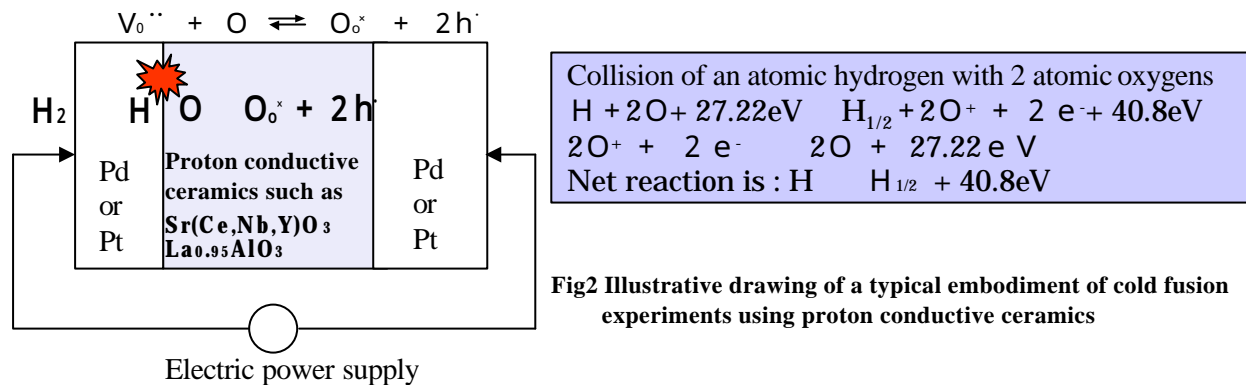 V₀¨ + O ⇌ Oₒˣ + 2h˙
H₂ H O Oₒˣ + 2h˙
Pd
or
Pt
Proton conductive
ceramics such as
Sr(Ce,Nb,Y)O₃
La₀.₉₅AlO₃
Pd
or
Pt
Electric power supply
Collision of an atomic hydrogen with 2 atomic oxygens
H + 2O + 27.22eV H₁/₂ + 2O⁺ + 2 e⁻ + 40.8eV
2O⁺ + 2 e⁻ 2O + 27.22 e V
Net reaction is : H H₁/₂ + 40.8eV
Fig2 Illustrative drawing of a typical embodiment of cold fusion
experiments using proton conductive ceramics